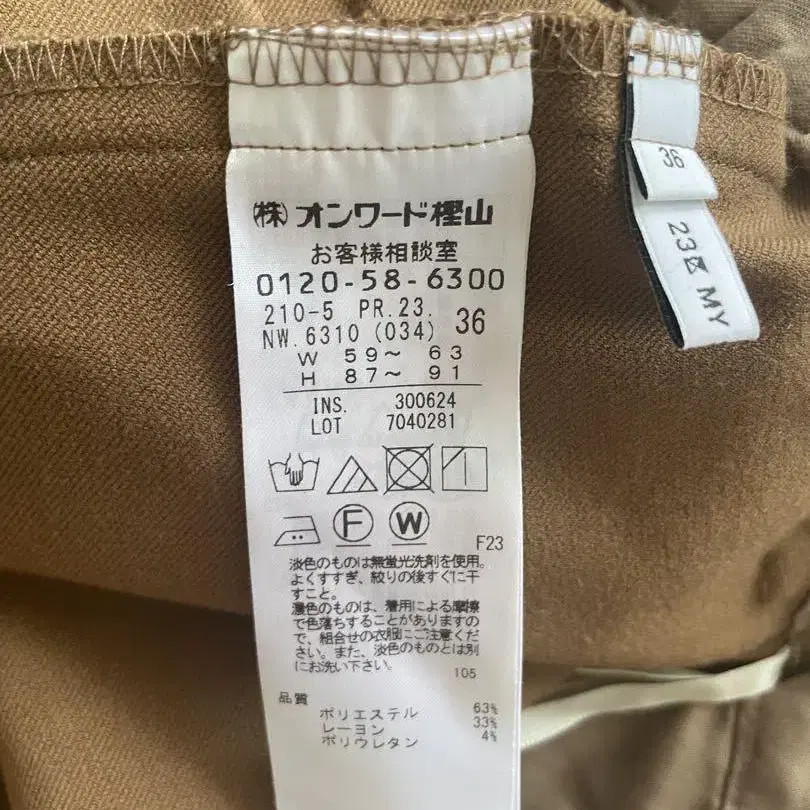 ㈱オンワード樫山
お客様相談室
0120-58-6300
210-5 PR.23.
NW.6310(034) 36
W 59～ 63
H 87～ 91
INS. 300624
LOT 7040281
F W
F23
淡色のものは無蛍光洗剤を使用。
よくすすぎ、絞りの後すぐに干
すこと。
濃色のものは、着用による摩擦
で色落ちすることがありますの
で、組合せの衣服にご注意くだ
さい。また、淡色のものとは別
にお洗い下さい。
105
品質
ポリエステル 63%
レーヨン 33%
ポリウレタン 4%
36
23区 MY